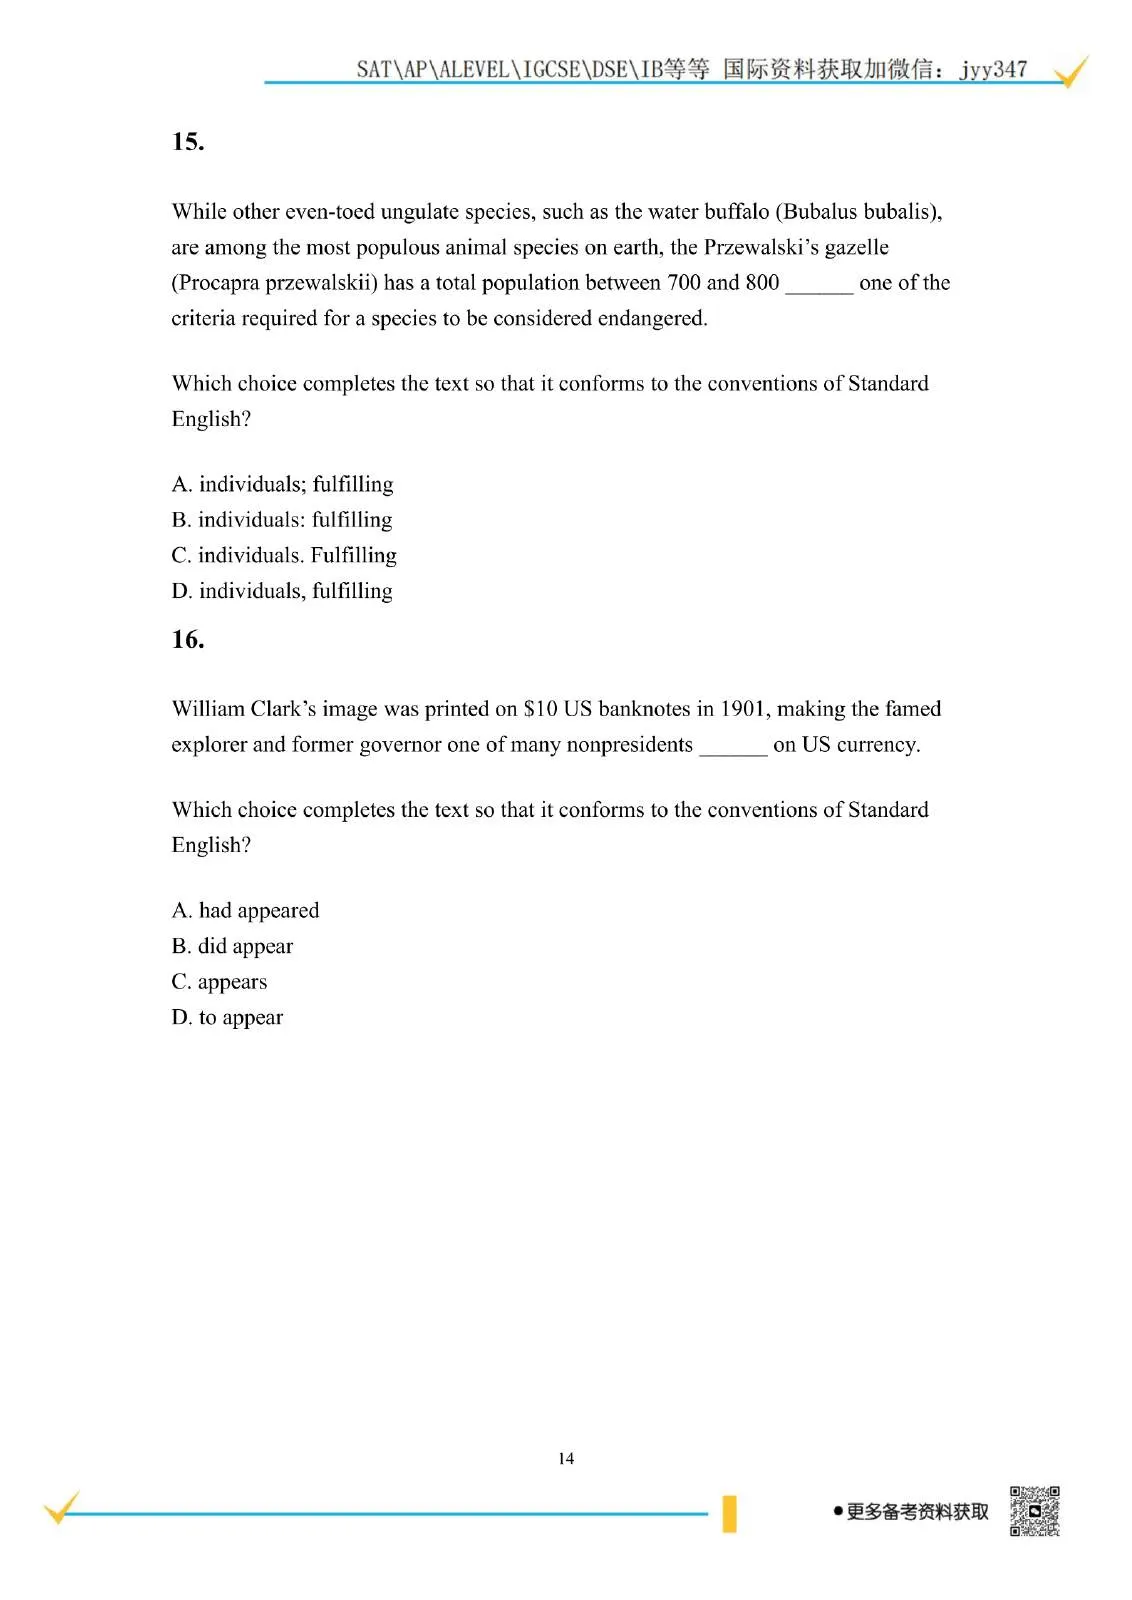 SAT\AP\ALEVEL\IGCSE\DSE\IB等等 国际资料获取加微信：jyy347
15.
While other even-toed ungulate species, such as the water buffalo (Bubalus bubalis),
are among the most populous animal species on earth, the Przewalski’s gazelle
(Procapra przewalskii) has a total population between 700 and 800 ______ one of the
criteria required for a species to be considered endangered.
Which choice completes the text so that it conforms to the conventions of Standard
English?
A. individuals; fulfilling
B. individuals: fulfilling
C. individuals. Fulfilling
D. individuals, fulfilling
16.
William Clark’s image was printed on $10 US banknotes in 1901, making the famed
explorer and former governor one of many nonpresidents ______ on US currency.
Which choice completes the text so that it conforms to the conventions of Standard
English?
A. had appeared
B. did appear
C. appears
D. to appear
14
●更多备考资料获取